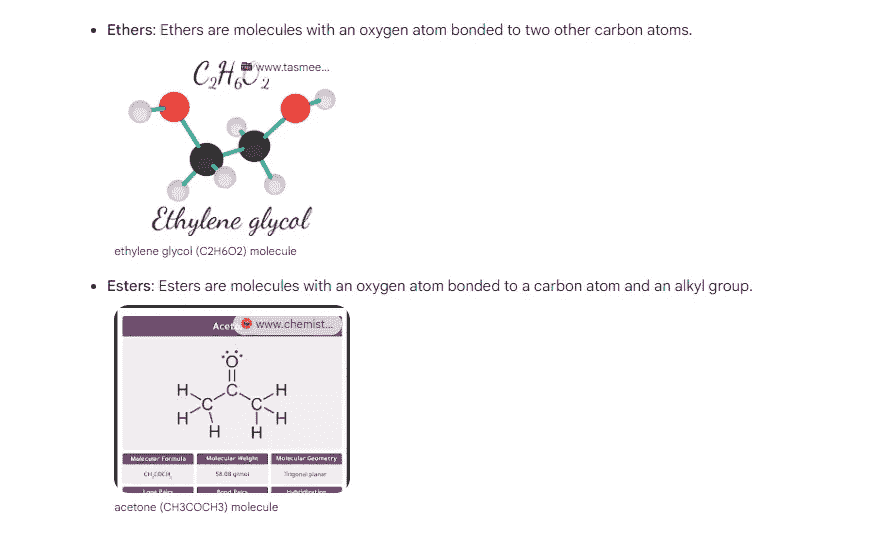 Ethers: Ethers are molecules with an oxygen atom bonded to two other carbon atoms.
C2H6O2
www.tasmee...
Ethylene glycol
ethylene glycol (C2H6O2) molecule
Esters: Esters are molecules with an oxygen atom bonded to a carbon atom and an alkyl group.
Acet
www.chemist...
O
H C H
C C
H H
H H
Molecular Formula Molecular Weight Molecular Geometry
CH3COCH3 58.08 g/mol Trigonal planar
Lone Pairs Bond Pairs Hybridization
acetone (CH3COCH3) molecule